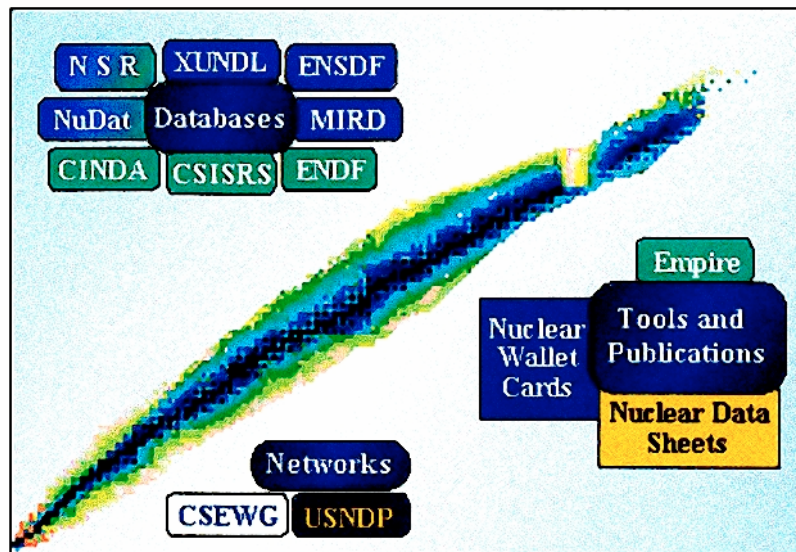 N S R
XUNDL
ENSDF
NuDat
Databases
MIRD
CINDA
CSISRS
ENDF
Empire
Nuclear
Wallet
Cards
Tools and
Publications
Nuclear Data
Sheets
Networks
CSEWG
USNDP